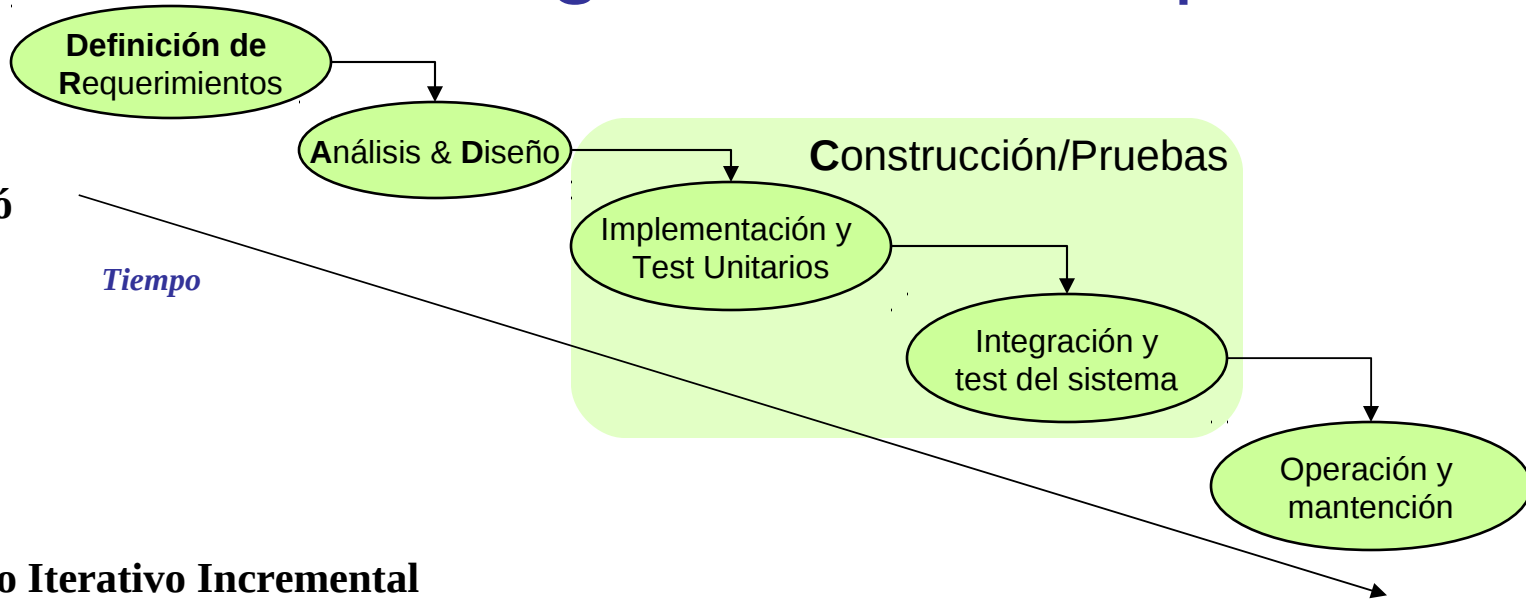 Definición de
Requerimientos
Análisis & Diseño
Construcción/Pruebas
ó
Implementación y
Test Unitarios
Tiempo
Integración y
test del sistema
Operación y
mantención
o Iterativo Incremental